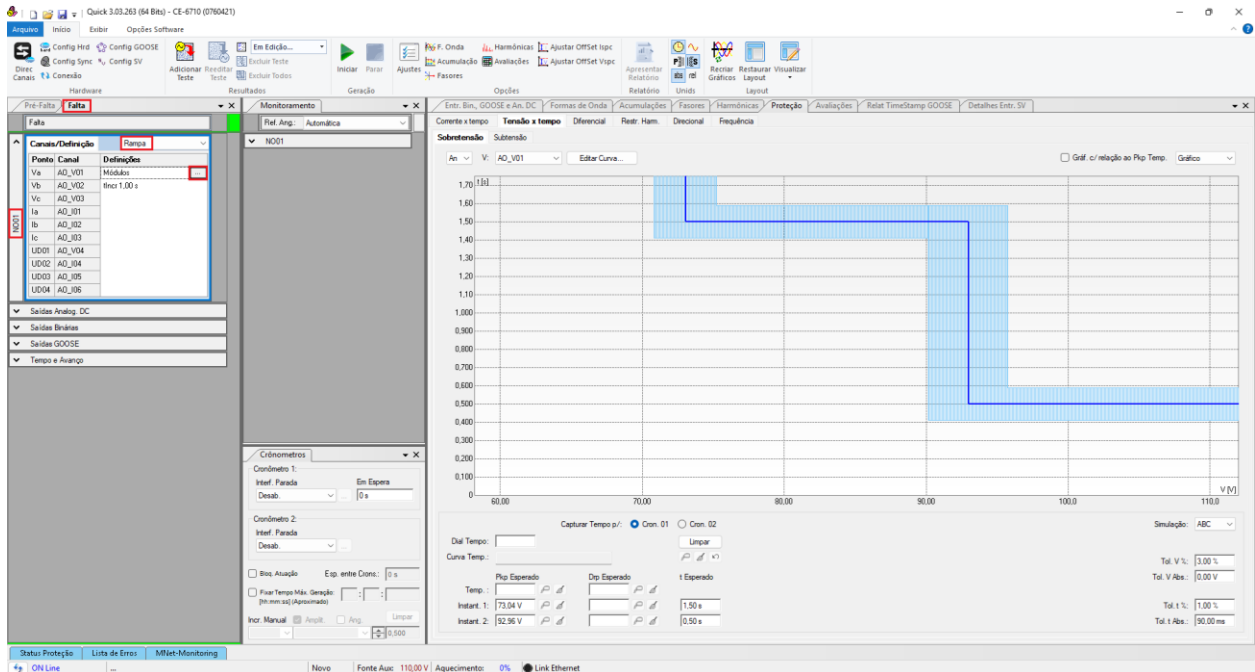 Quick 3.03.263 (64 Bits) - CE-6710 (0760421)
Arquivo Início Exibir Opções Software
Direc Canais
Config Hrd Config GOOSE
Config Sync Config SV
Conexão
Hardware
Adicionar Teste
Reeditar Teste
Em Edição...
Excluir Teste
Excluir Todos
Resultados
Iniciar Parar
Geração
Ajustes
F. Onda Harmônicas Ajustar OffSet Ispc
Acumulação Avaliações Ajustar OffSet Vspc
Fasores
Opções
Apresentar Relatório
Relatório
Unids
Recriar Gráficos
Restaurar Layout
Visualizar
Layout
Pré-Falta Falta
Falta
Canais/Definição Rampa
Ponto Canal Definições
Va AO_V01 Módulos ...
Vb AO_V02 tIncr 1,00 s
Vc AO_V03
Ia AO_I01
Ib AO_I02
Ic AO_I03
UD01 AO_V04
UD02 AO_I04
UD03 AO_I05
UD04 AO_I06
NO01
Saídas Analog. DC
Saídas Binárias
Saídas GOOSE
Tempo e Avanço
Monitoramento
Ref. Ang.: Automática
NO01
Cronômetros
Cronômetro 1:
Interf. Parada Em Espera
Desab. ... 0 s
Cronômetro 2:
Interf. Parada
Desab. ...
Bloq. Atuação Esp. entre Crons.: 0 s
Fixar Tempo Máx. Geração: : :
[hh:mm:ss] (Aproximado)
Incr. Manual Amplit. Ang. Limpar
0,500
Entr. Bin., GOOSE e An. DC Formas de Onda Acumulações Fasores Harmônicas Proteção Avaliações Relat TimeStamp GOOSE Detalhes Entr. SV
Corrente x tempo Tensão x tempo Diferencial Restr. Ham. Direcional Frequência
Sobretensão Subtensão
An V: AO_V01 Editar Curva... Gráf. c/ relação ao Pkp Temp. Gráfico
t [s]
1,70
1,60
1,50
1,40
1,30
1,20
1,10
1,000
0,900
0,800
0,700
0,600
0,500
0,400
0,300
0,200
0,100
0
V [V]
60,00 70,00 80,00 90,00 100,0 110,0
Capturar Tempo p/: Cron. 01 Cron. 02 Simulação: ABC
Dial Tempo: Limpar
Curva Temp.:
Tol. V %: 3,00 %
Pkp Esperado Drp Esperado t Esperado Tol. V Abs.: 0,00 V
Temp. :
Instant. 1: 73,04 V 1,50 s Tol. t %: 1,00 %
Instant. 2: 92,96 V 0,50 s Tol. t Abs.: 90,00 ms
Status Proteção Lista de Erros MNet-Monitoring
ON Line ... Novo Fonte Aux: 110,00 V Aquecimento: 0% Link Ethernet